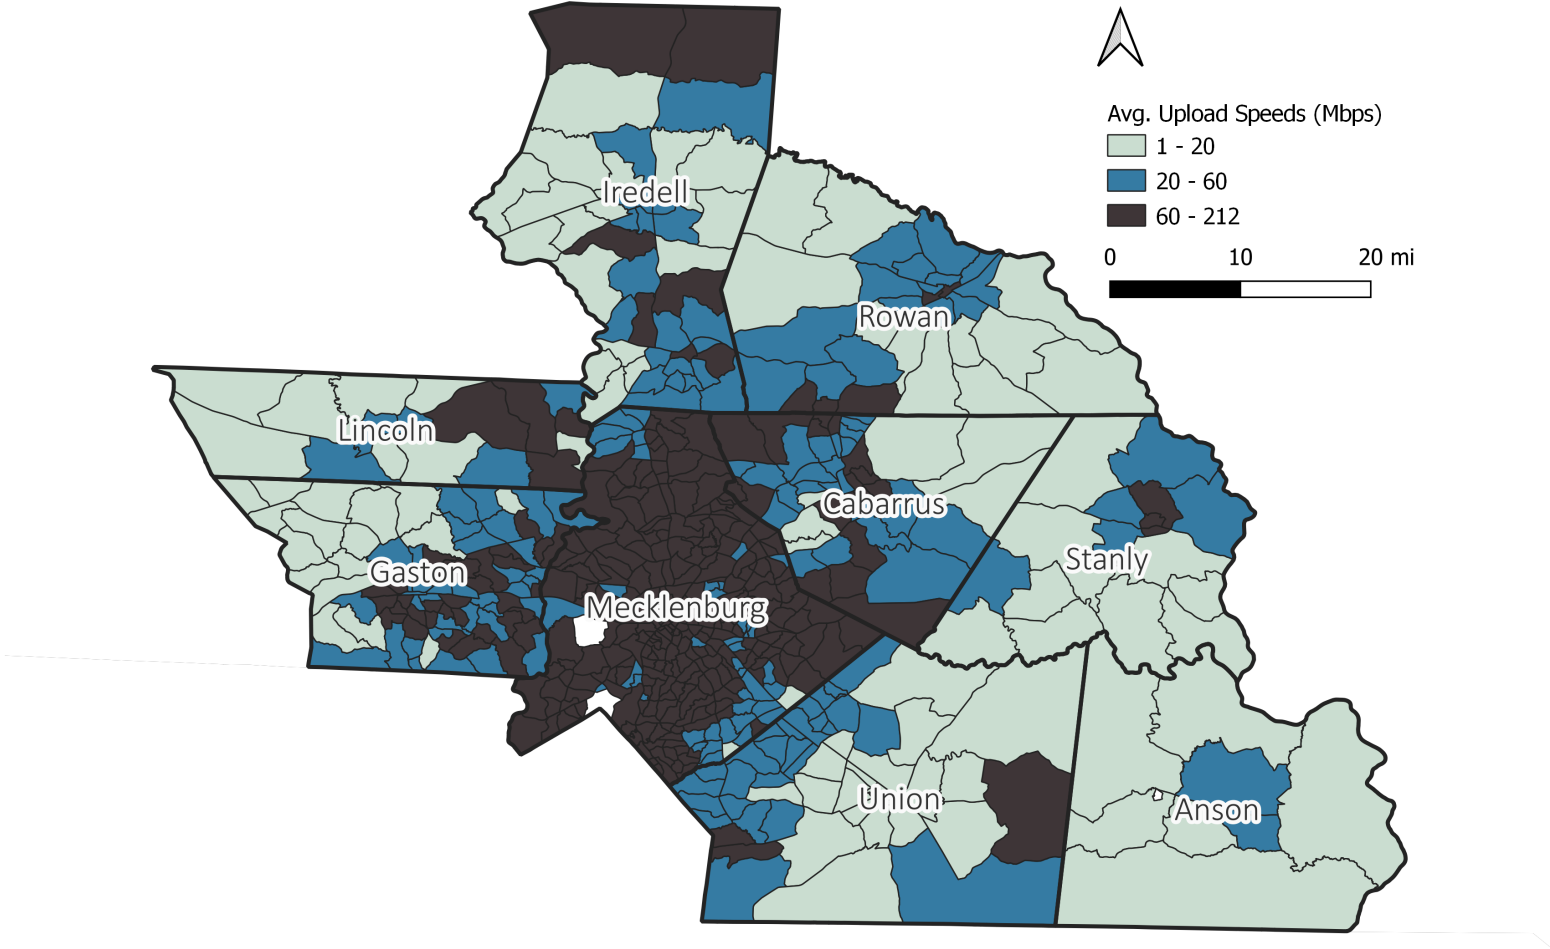 Avg. Upload Speeds (Mbps)
1 - 20
20 - 60
60 - 212
0 10 20 mi
Iredell
Rowan
Lincoln
Cabarrus
Stanly
Gaston
Mecklenburg
Union
Anson